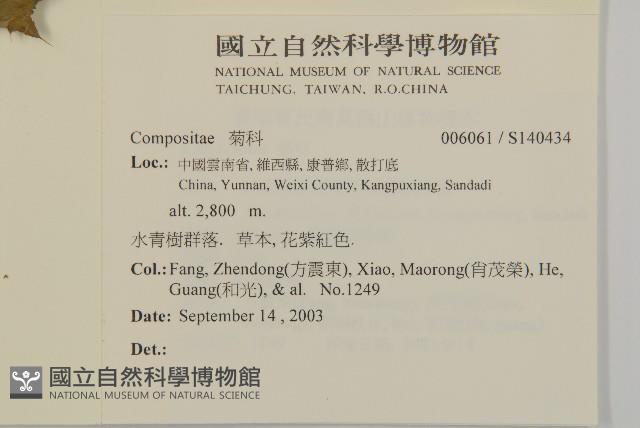 國立自然科學博物館
NATIONAL MUSEUM OF NATURAL SCIENCE
TAICHUNG, TAIWAN, R.O.CHINA
Compositae 菊科 006061 / S140434
Loc.: 中國雲南省, 維西縣, 康普鄉, 散打底
China, Yunnan, Weixi County, Kangpuxiang, Sandadi
alt. 2,800 m.
水青樹群落. 草本, 花紫紅色.
Col.: Fang, Zhendong(方震東), Xiao, Maorong(肖茂榮), He,
Guang(和光), & al. No.1249
Date: September 14 , 2003
Det.:
國立自然科學博物館
NATIONAL MUSEUM OF NATURAL SCIENCE